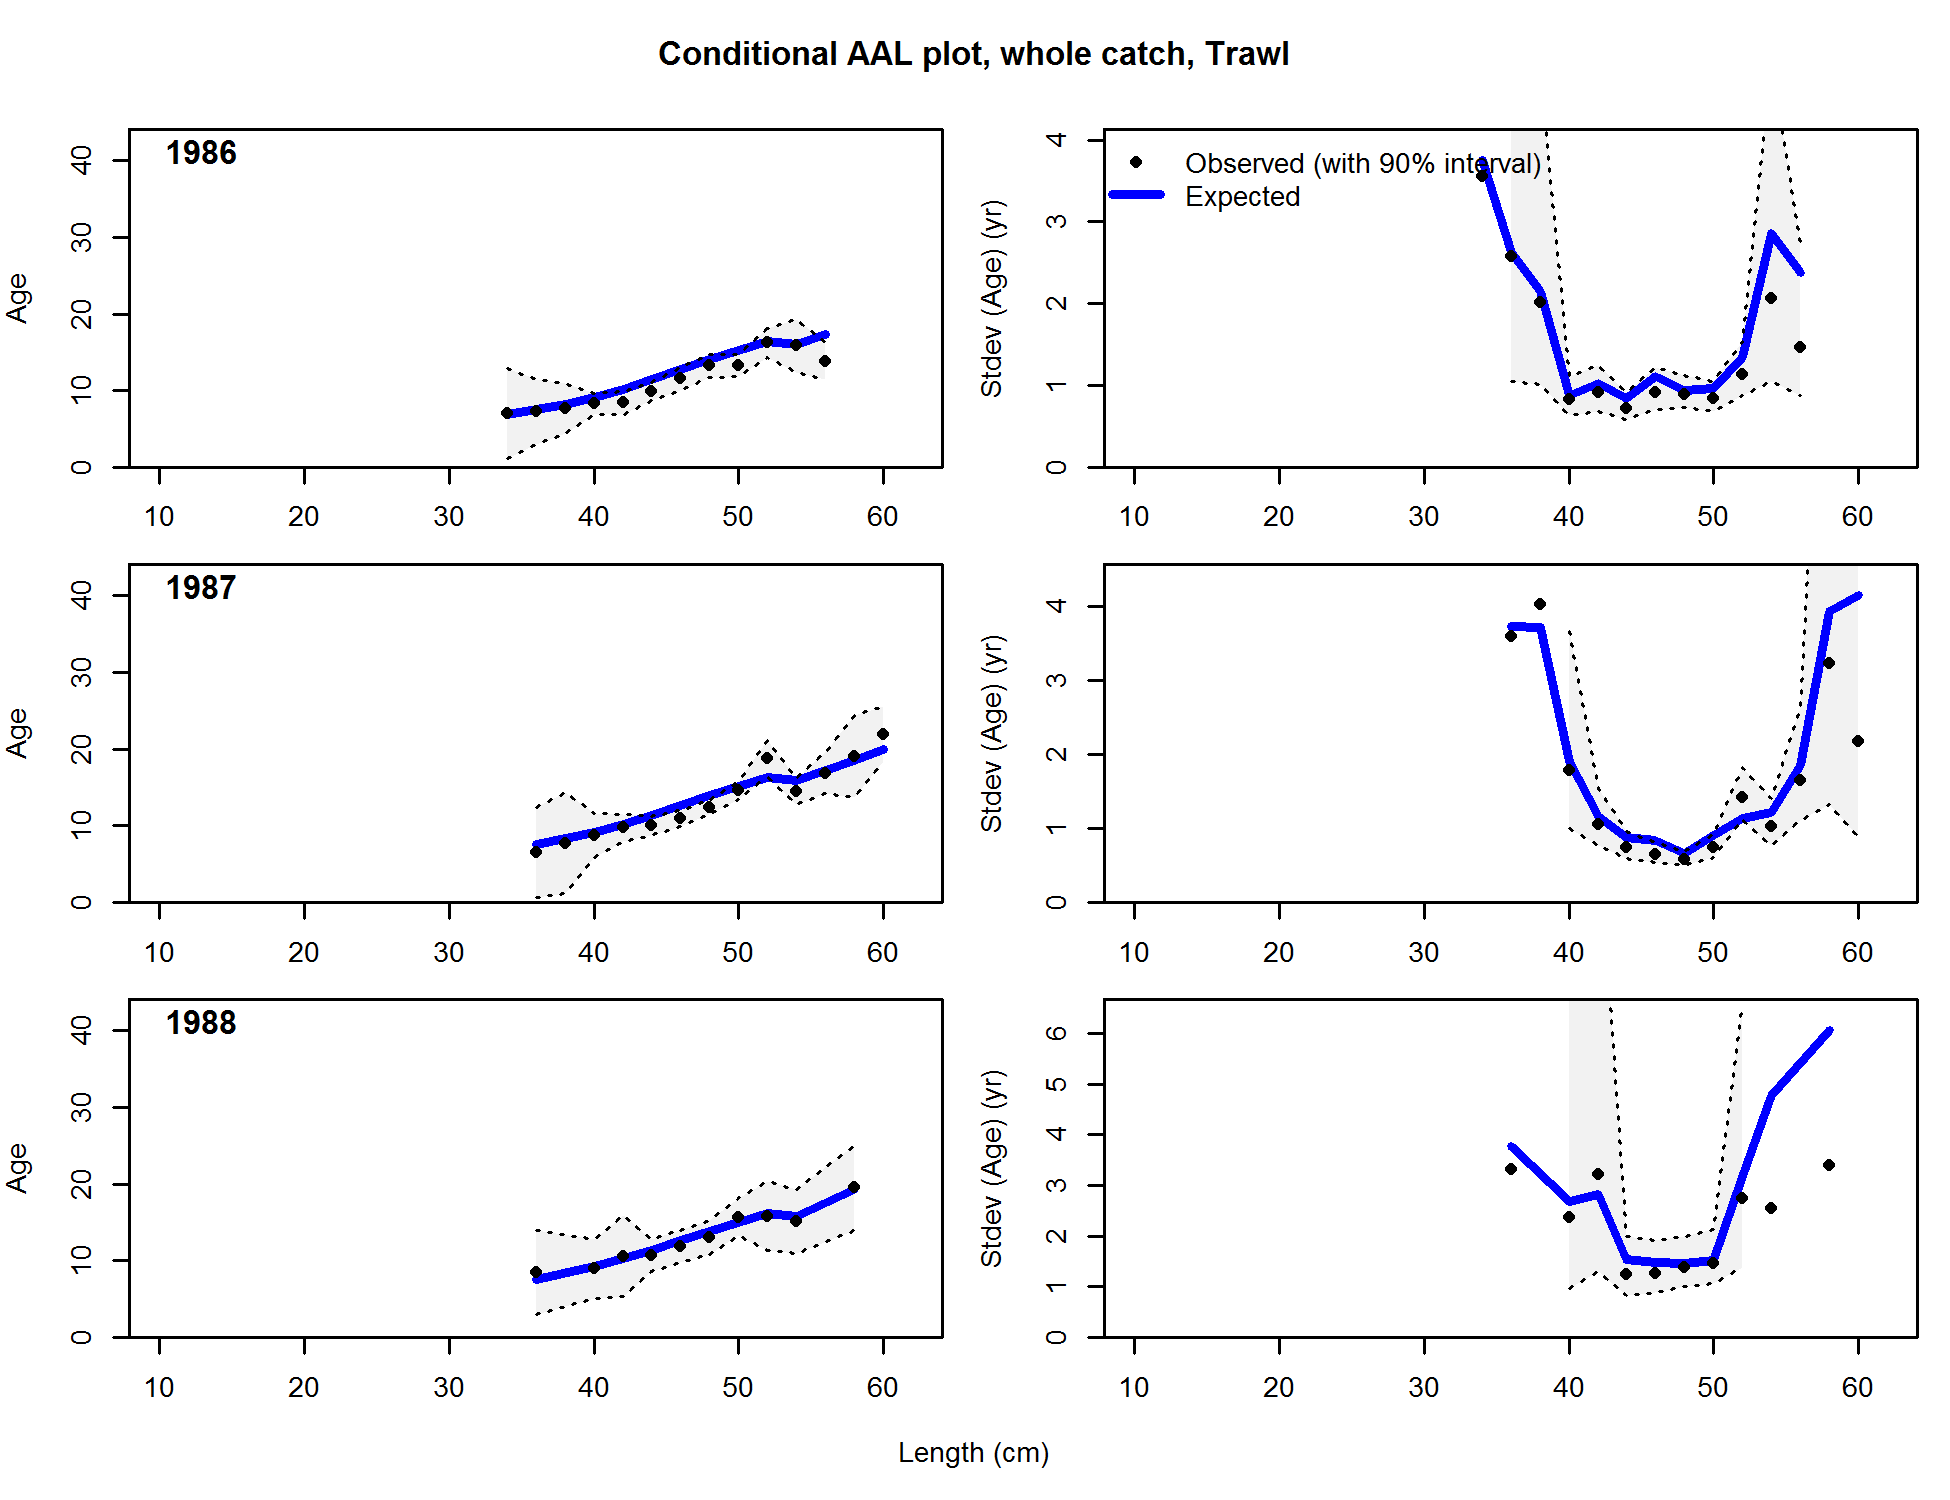 Conditional AAL plot, whole catch, Trawl
1986
Age
0 10 20 30 40
10 20 30 40 50 60
Observed (with 90% interval)
Expected
Stdev (Age) (yr)
0 1 2 3 4
10 20 30 40 50 60
1987
Age
0 10 20 30 40
10 20 30 40 50 60
Stdev (Age) (yr)
0 1 2 3 4
10 20 30 40 50 60
1988
Age
0 10 20 30 40
10 20 30 40 50 60
Stdev (Age) (yr)
0 1 2 3 4 5 6
10 20 30 40 50 60
Length (cm)